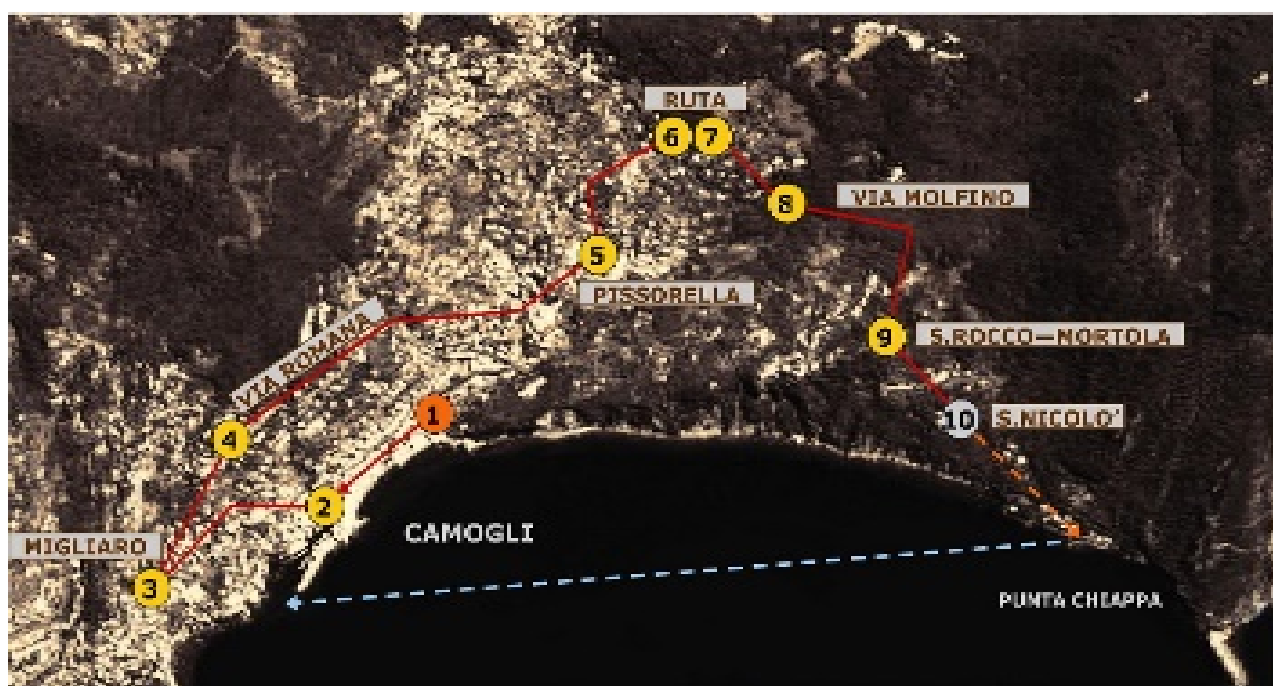 RUTA
6 7
8 VIA MOLFINO
5
PISSORELLA
VIA ROMANA
9 S.ROCCO-MORTOLA
1
10 S.NICOLO'
4
2
CAMOGLI
MIGLIARO
3
PUNTA CHIAPPA